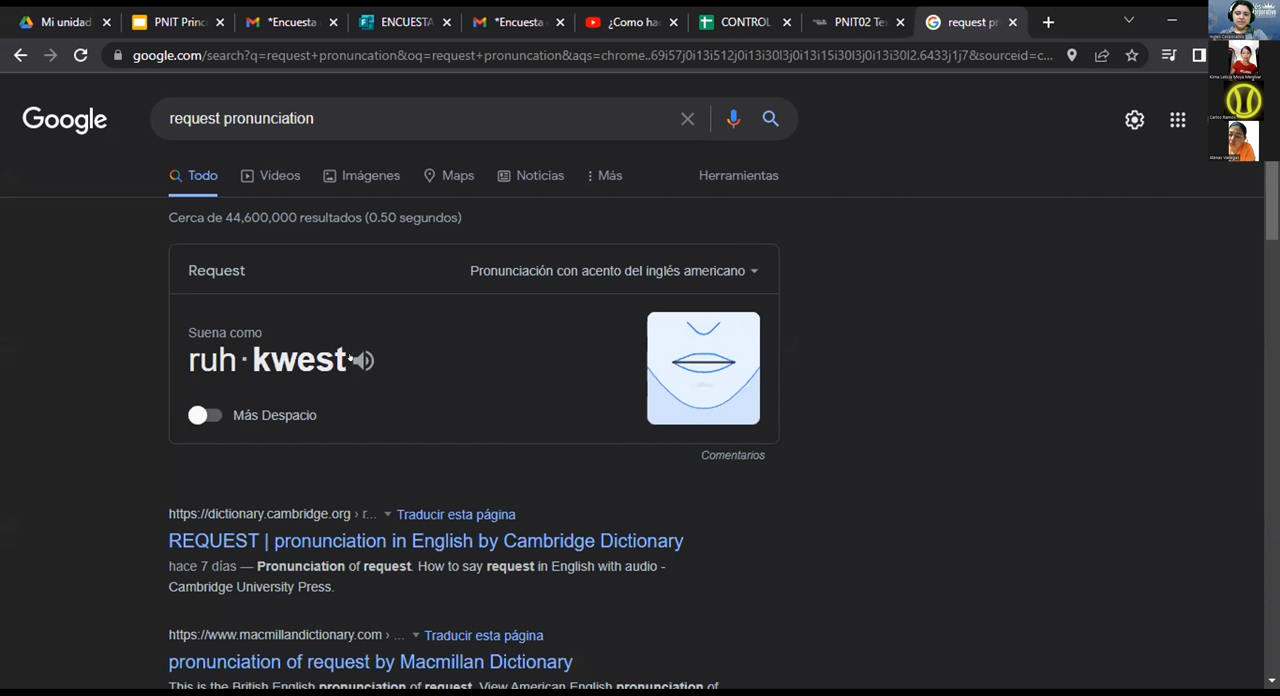 Mi unidad
PNIT Princ
*Encuesta
ENCUESTA
*Encuesta
¿Como ha
CONTROL
PNIT02 Te
request pr
google.com/search?q=request+pronuncation&oq=request+pronuncation&aqs=chrome..69i57j0i13i512j0i13i30l3j0i13i15i30l3j0i13i30l2.6433j1j7&sourceid=c...
Google
request pronunciation
Todo
Videos
Imágenes
Maps
Noticias
Más
Herramientas
Cerca de 44,600,000 resultados (0.50 segundos)
Request
Pronunciación con acento del inglés americano
Suena como
ruh · kwest
Más Despacio
Comentarios
https://dictionary.cambridge.org › r... Traducir esta página
REQUEST | pronunciation in English by Cambridge Dictionary
hace 7 días — Pronunciation of request. How to say request in English with audio -
Cambridge University Press.
https://www.macmillandictionary.com › ... Traducir esta página
pronunciation of request by Macmillan Dictionary
This is the British English pronunciation of request. View American English pronunciation of